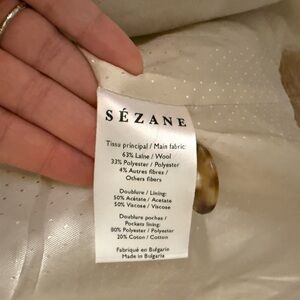 SÉZANE
Tissu principal / Main fabric:
63% Laine / Wool
33% Polyester / Polyester
4% Autres fibres /
Others fibers
Doublure / Lining:
50% Acétate / Acetate
50% Viscose / Viscose
Doublure poches /
Pockets lining:
80% Polyester / Polyester
20% Coton / Cotton
Fabriqué en Bulgarie
Made in Bulgaria